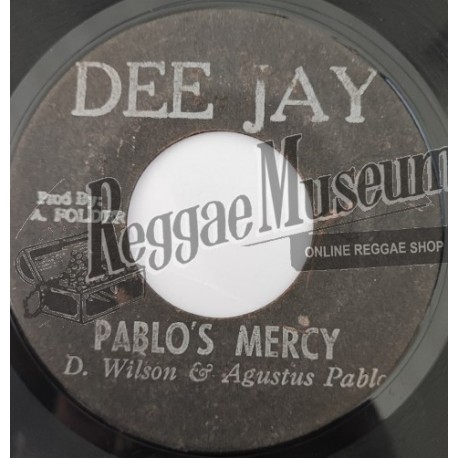 DEE JAY
Prod By:
A. FOLDER
Reggae Museum
ONLINE REGGAE SHOP
PABLO'S MERCY
D. Wilson & Agustus Pablo